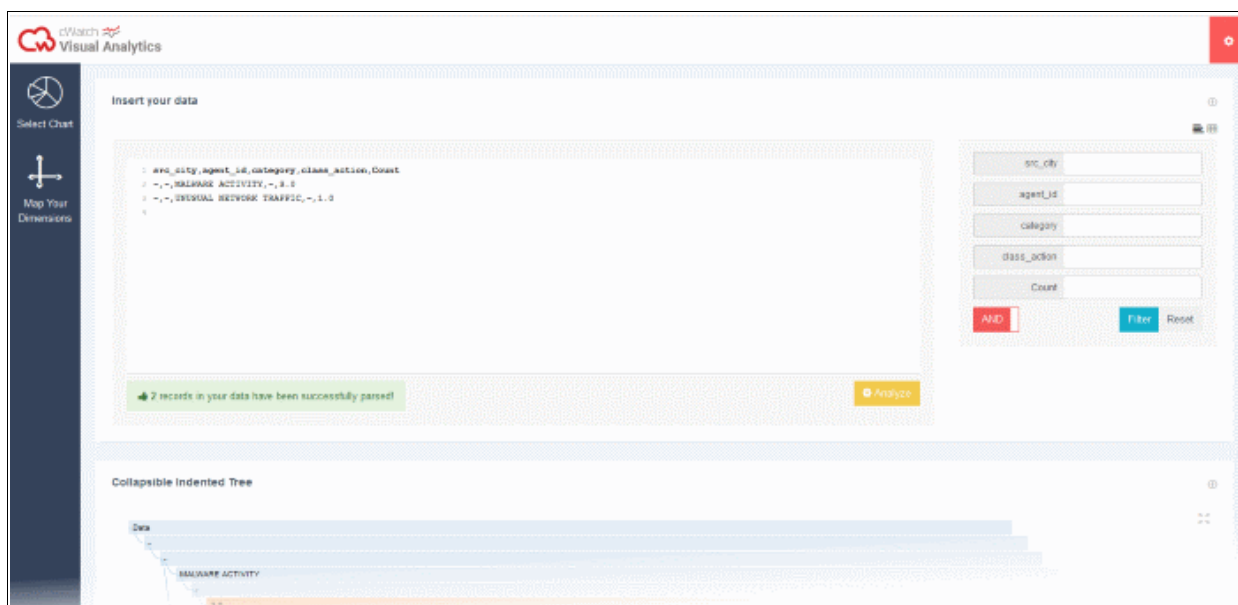 cWatch
Visual Analytics
Select Chart
Map Your
Dimensions
Insert your data
1 src_city,agent_id,category,class_action,Count
2 -,-,MALWARE ACTIVITY,-,3.0
3 -,-,UNUSUAL NETWORK TRAFFIC,-,1.0
4
2 records in your data have been successfully parsed!
Analyze
src_city
agent_id
category
class_action
Count
AND
Filter
Reset
Collapsible Indented Tree
Data
-
-
MALWARE ACTIVITY
-